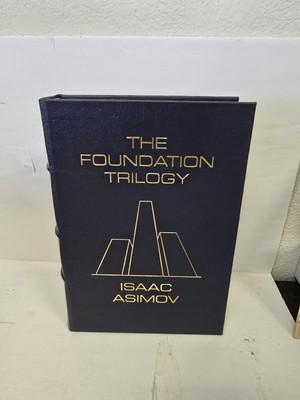 THE
FOUNDATION
TRILOGY
ISAAC
ASIMOV